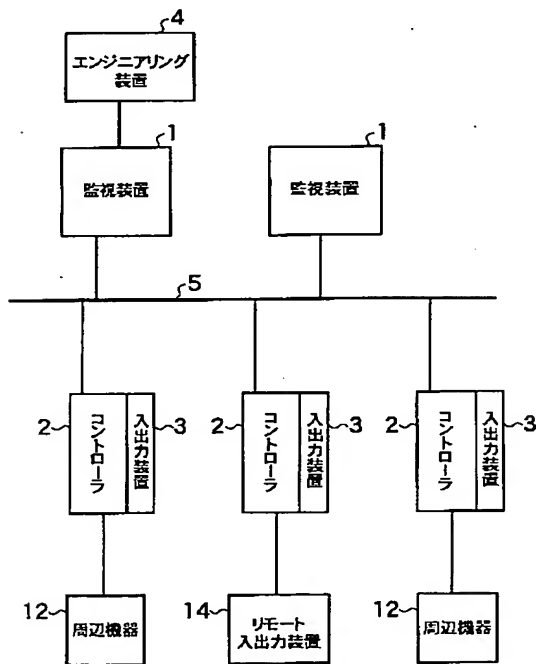 4
エンジニアリング
装置
1
監視装置
1
監視装置
5
2
コントローラ
入出力装置
3
2
コントローラ
入出力装置
3
2
コントローラ
入出力装置
3
12
周辺機器
14
リモート
入出力装置
12
周辺機器